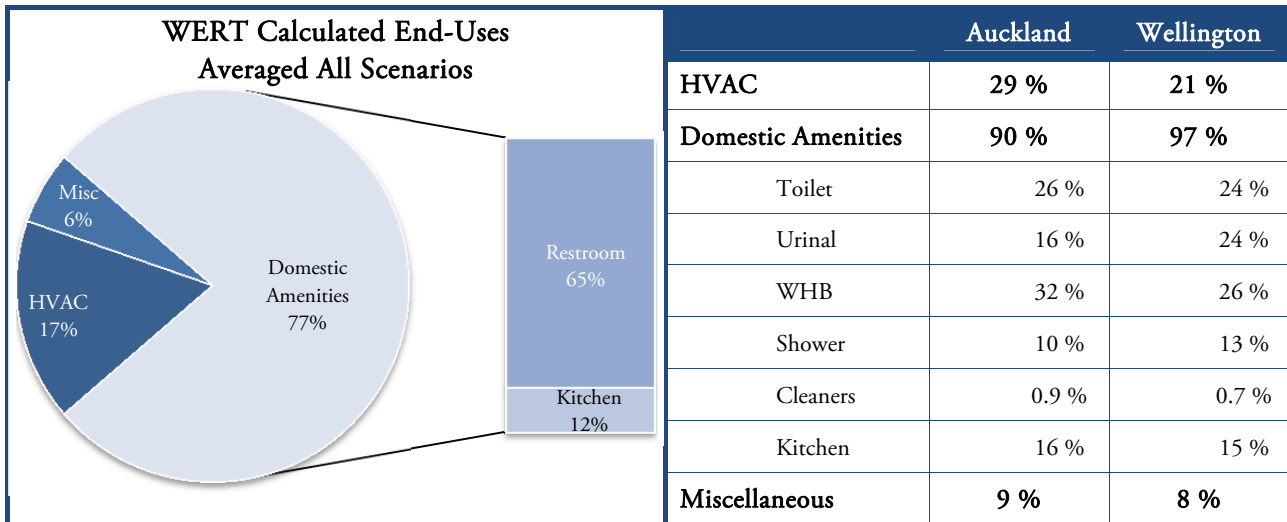 WERT Calculated End-Uses
Averaged All Scenarios
Misc
6%
HVAC
17%
Domestic
Amenities
77%
Restroom
65%
Kitchen
12%
Auckland Wellington
HVAC 29 % 21 %
Domestic Amenities 90 % 97 %
Toilet 26 % 24 %
Urinal 16 % 24 %
WHB 32 % 26 %
Shower 10 % 13 %
Cleaners 0.9 % 0.7 %
Kitchen 16 % 15 %
Miscellaneous 9 % 8 %